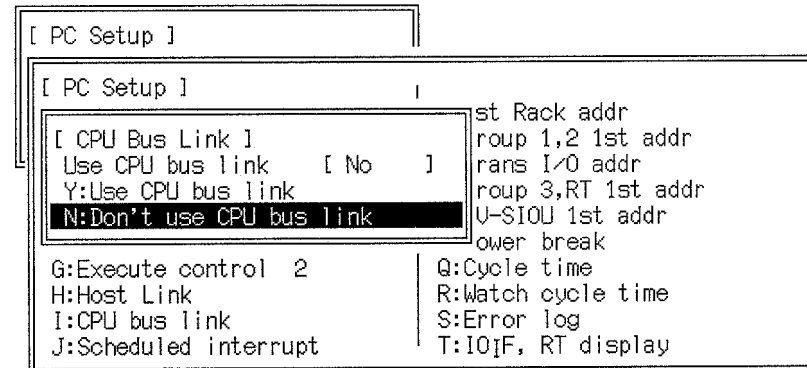 [ PC Setup ]
[ PC Setup ]
[ CPU Bus Link ]
Use CPU bus link [ No ]
Y:Use CPU bus link
N:Don't use CPU bus link
st Rack addr
roup 1,2 1st addr
rans I/O addr
roup 3,RT 1st addr
V-SIOU 1st addr
ower break
G:Execute control 2
H:Host Link
I:CPU bus link
J:Scheduled interrupt
Q:Cycle time
R:Watch cycle time
S:Error log
T:IOIF, RT display